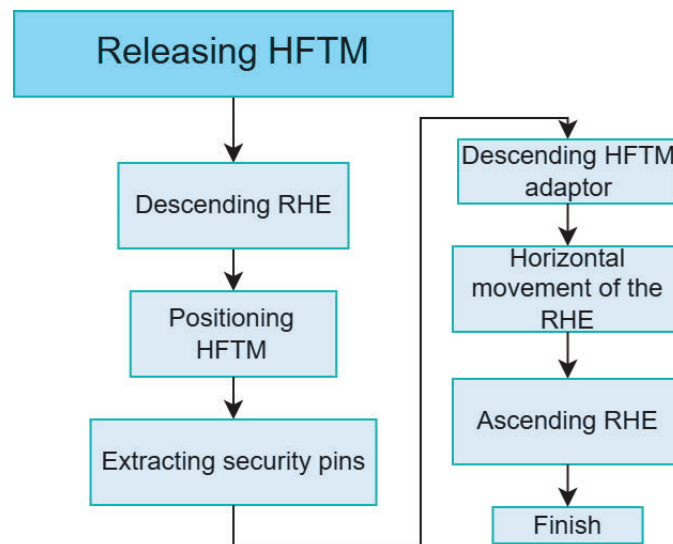 Releasing HFTM
Descending RHE
Positioning
HFTM
Extracting security pins
Descending HFTM
adaptor
Horizontal
movement of the
RHE
Ascending RHE
Finish